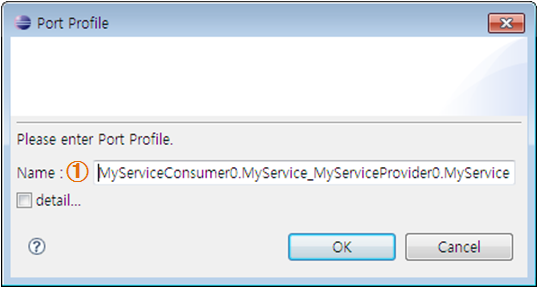 Port Profile
Please enter Port Profile.
Name : ① MyServiceConsumer0.MyService_MyServiceProvider0.MyService
detail...
? OK Cancel